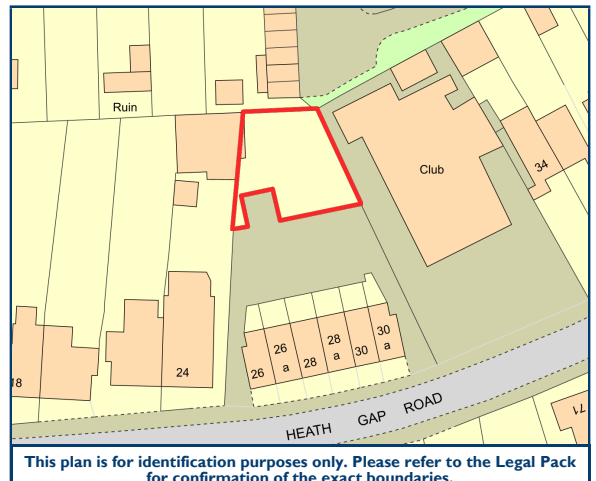 Ruin
Club
34
26
26
a
28
28
a
30
30
a
18
24
71
HEATH GAP ROAD
This plan is for identification purposes only. Please refer to the Legal Pack
for confirmation of the exact boundaries.